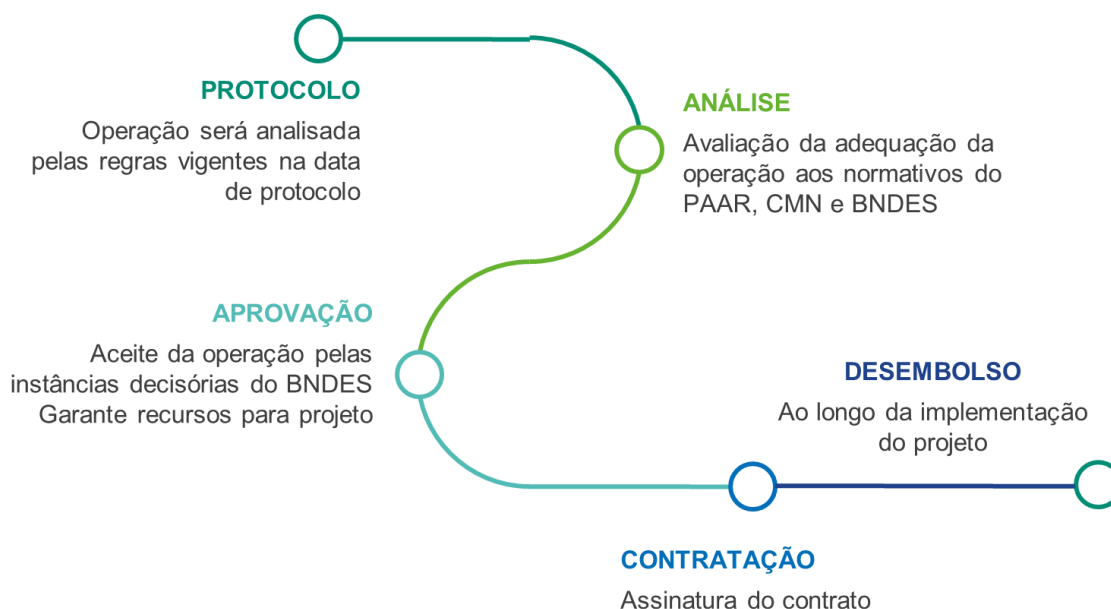 PROTOCOLO
Operação será analisada
pelas regras vigentes na data
de protocolo
ANÁLISE
Avaliação da adequação da
operação aos normativos do
PAAR, CMN e BNDES
APROVAÇÃO
Aceite da operação pelas
instâncias decisórias do BNDES
Garante recursos para projeto
DESEMBOLSO
Ao longo da implementação
do projeto
CONTRATAÇÃO
Assinatura do contrato